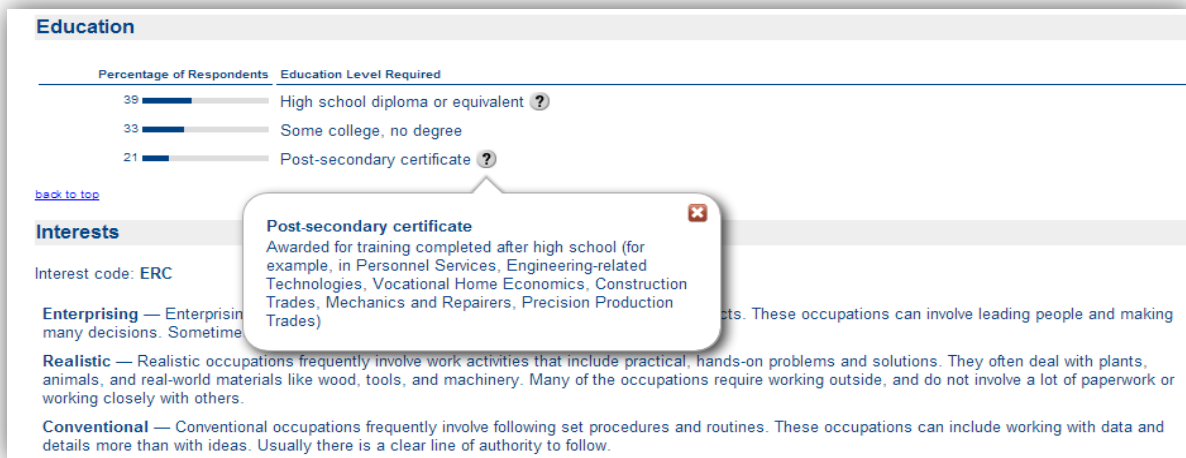 Education
Percentage of Respondents Education Level Required
39 High school diploma or equivalent ?
33 Some college, no degree
21 Post-secondary certificate ?
back to top
Post-secondary certificate
Awarded for training completed after high school (for
example, in Personnel Services, Engineering-related
Technologies, Vocational Home Economics, Construction
Trades, Mechanics and Repairers, Precision Production
Trades)
Interests
Interest code: ERC
Enterprising — Enterprisin cts. These occupations can involve leading people and making
many decisions. Sometime
Realistic — Realistic occupations frequently involve work activities that include practical, hands-on problems and solutions. They often deal with plants,
animals, and real-world materials like wood, tools, and machinery. Many of the occupations require working outside, and do not involve a lot of paperwork or
working closely with others.
Conventional — Conventional occupations frequently involve following set procedures and routines. These occupations can include working with data and
details more than with ideas. Usually there is a clear line of authority to follow.